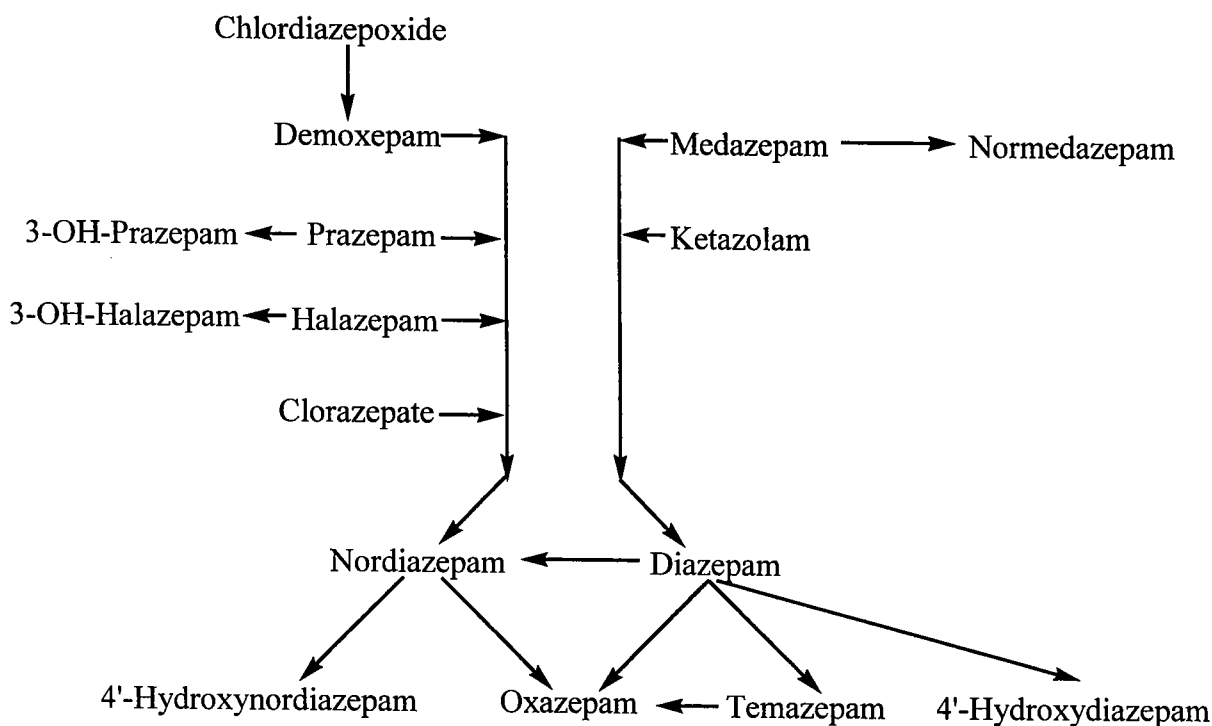 Chlordiazepoxide
Demoxepam
Medazepam
Normedazepam
3-OH-Prazepam
Prazepam
Ketazolam
3-OH-Halazepam
Halazepam
Clorazepate
Nordiazepam
Diazepam
4'-Hydroxynordiazepam
Oxazepam
Temazepam
4'-Hydroxydiazepam